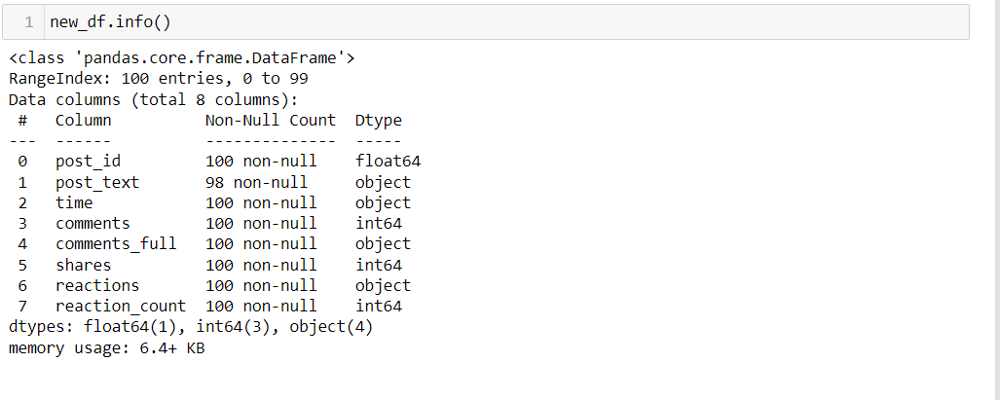 1 new_df.info()
<class 'pandas.core.frame.DataFrame'>
RangeIndex: 100 entries, 0 to 99
Data columns (total 8 columns):
 #   Column          Non-Null Count  Dtype
---  ------          --------------  -----
 0   post_id         100 non-null    float64
 1   post_text       98 non-null     object
 2   time            100 non-null    object
 3   comments        100 non-null    int64
 4   comments_full   100 non-null    object
 5   shares          100 non-null    int64
 6   reactions       100 non-null    object
 7   reaction_count  100 non-null    int64
dtypes: float64(1), int64(3), object(4)
memory usage: 6.4+ KB